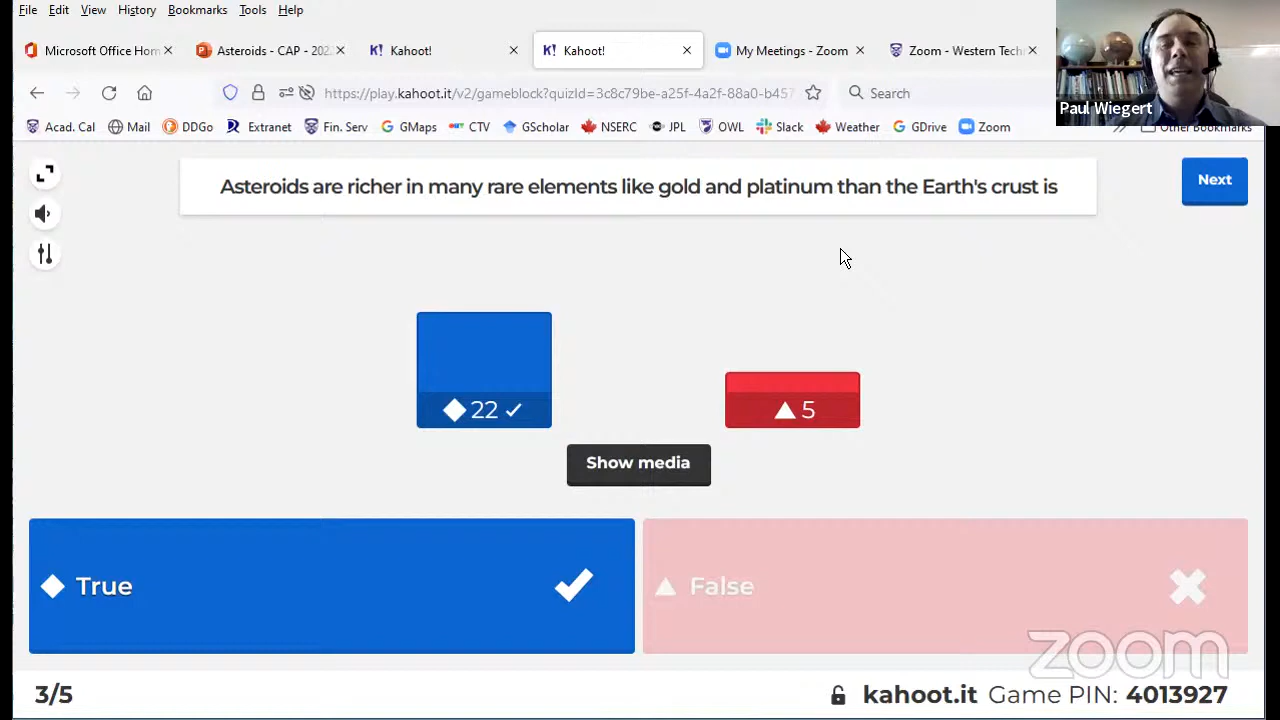 File Edit View History Bookmarks Tools Help
Microsoft Office Hom Asteroids - CAP - 202 Kahoot! Kahoot! My Meetings - Zoom Zoom - Western Tech
https://play.kahoot.it/v2/gameblock?quizId=3c8c79be-a25f-4a2f-88a0-b457 Search
Paul Wiegert
Acad. Cal Mail DDGo Extranet Fin. Serv GMaps CTV GScholar NSERC JPL OWL Slack Weather GDrive Zoom Other Bookmarks
Asteroids are richer in many rare elements like gold and platinum than the Earth's crust is
Next
22
5
Show media
True
False
zoom
3/5
kahoot.it Game PIN: 4013927